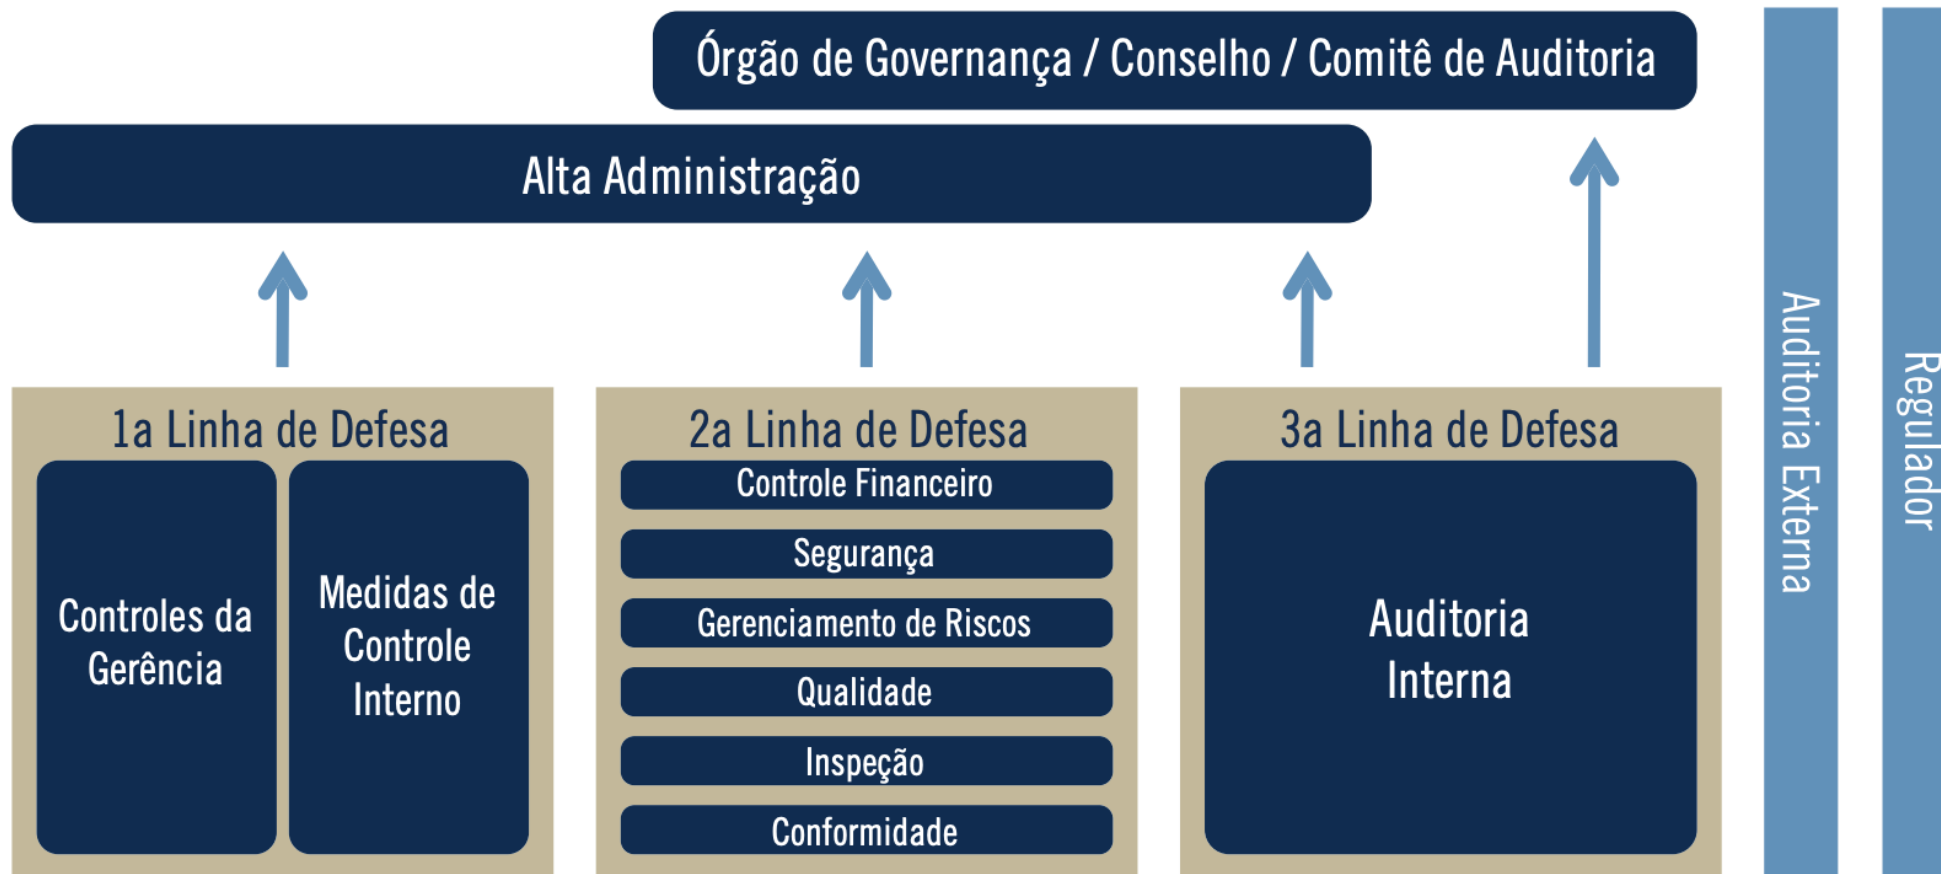 Órgão de Governança / Conselho / Comitê de Auditoria
Alta Administração
1a Linha de Defesa
Controles da
Gerência
Medidas de
Controle
Interno
2a Linha de Defesa
Controle Financeiro
Segurança
Gerenciamento de Riscos
Qualidade
Inspeção
Conformidade
3a Linha de Defesa
Auditoria
Interna
Auditoria Externa
Regulador